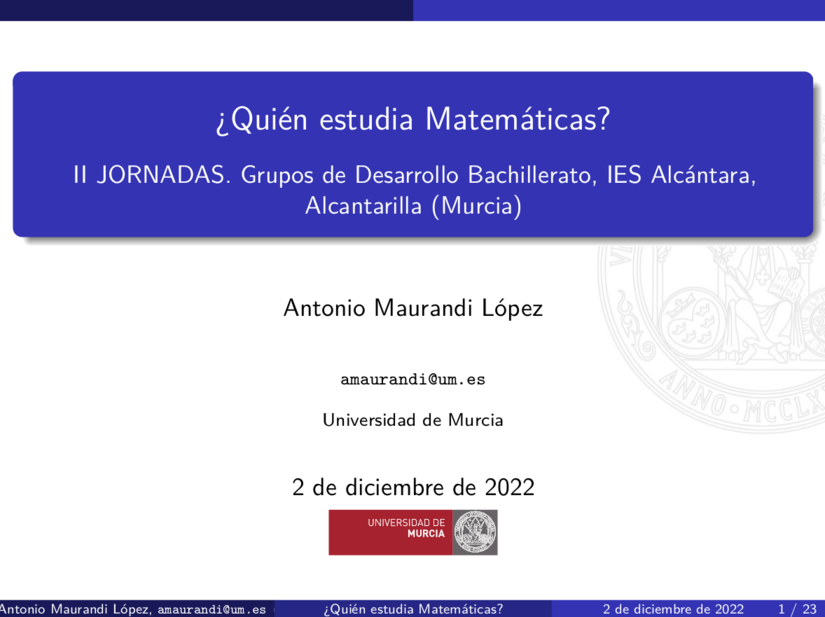 ¿Quién estudia Matemáticas?
II JORNADAS. Grupos de Desarrollo Bachillerato, IES Alcántara,
Alcantarilla (Murcia)
Antonio Maurandi López
amaurandi@um.es
Universidad de Murcia
ANNO · MCCLX
2 de diciembre de 2022
UNIVERSIDAD DE
MURCIA
Antonio Maurandi López, amaurandi@um.es
¿Quién estudia Matemáticas?
2 de diciembre de 2022
1 / 23